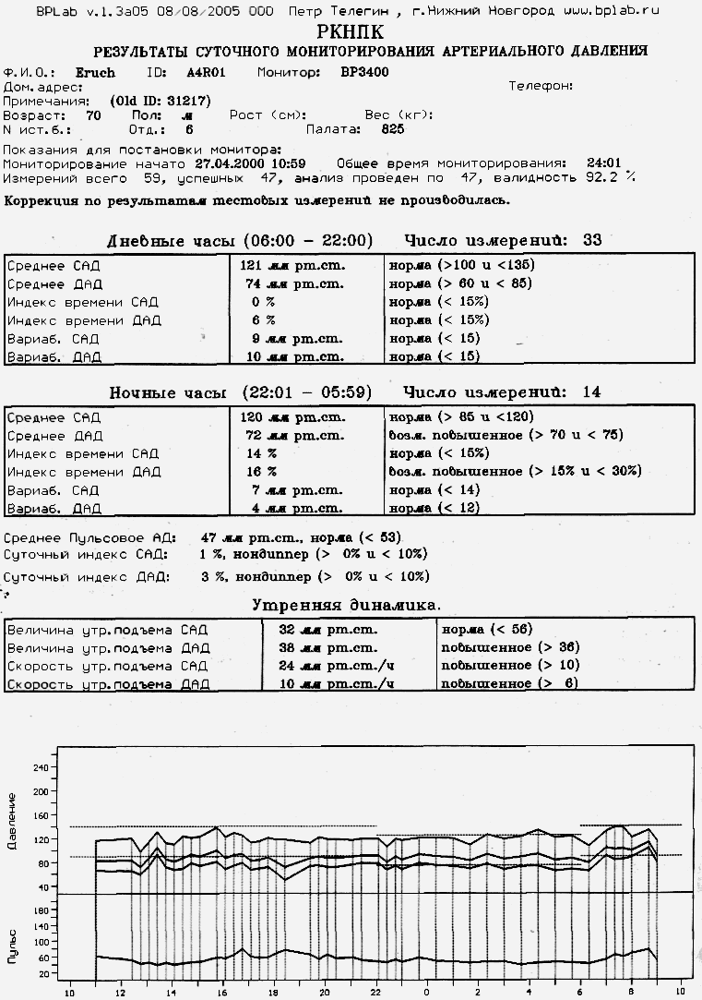 BPLab v.1.3a05 08/08/2005 000 Петр Телегин , г.Нижний Новгород www.bplab.ru
РКНПК
РЕЗУЛЬТАТЫ СУТОЧНОГО МОНИТОРИРОВАНИЯ АРТЕРИАЛЬНОГО ДАВЛЕНИЯ
Ф.И.О.: Eruch ID: A4R01 Монитор: BP3400
Дом.адрес: Телефон:
Примечания: (Old ID: 31217)
Возраст: 70 Пол: м Рост (см): Вес (кг):
N ист.б.: Отд.: 6 Палата: 825
Показания для постановки монитора:
Мониторирование начато 27.04.2000 10:59 Общее время мониторирования: 24:01
Измерений всего 59, успешных 47, анализ проведен по 47, валидность 92.2 %
Коррекция по результатам тестовых измерений не производилась.
Дневные часы (06:00 - 22:00) Число измерений: 33
Среднее САД 121 мм рт.ст. норма (>100 и <135)
Среднее ДАД 74 мм рт.ст. норма (> 60 и < 85)
Индекс времени САД 0 % норма (< 15%)
Индекс времени ДАД 6 % норма (< 15%)
Вариаб. САД 9 мм рт.ст. норма (< 15)
Вариаб. ДАД 10 мм рт.ст. норма (< 15)
Ночные часы (22:01 - 05:59) Число измерений: 14
Среднее САД 120 мм рт.ст. норма (> 85 и <120)
Среднее ДАД 72 мм рт.ст. возм. повышенное (> 70 и < 75)
Индекс времени САД 14 % норма (< 15%)
Индекс времени ДАД 16 % возм. повышенное (> 15% и < 30%)
Вариаб. САД 7 мм рт.ст. норма (< 14)
Вариаб. ДАД 4 мм рт.ст. норма (< 12)
Среднее Пульсовое АД: 47 мм рт.ст., норма (< 53)
Суточный индекс САД: 1 %, нондиппер (> 0% и < 10%)
Суточный индекс ДАД: 3 %, нондиппер (> 0% и < 10%)
Утренняя динамика.
Величина утр.подъема САД 32 мм рт.ст. норма (< 56)
Величина утр.подъема ДАД 38 мм рт.ст. повышенное (> 36)
Скорость утр.подъема САД 24 мм рт.ст./ч повышенное (> 10)
Скорость утр.подъема ДАД 10 мм рт.ст./ч повышенное (> 6)
Давление
240
200
160
120
80
40
Пульс
180
140
100
60
20
10 12 14 16 18 20 22 0 2 4 6 8 10